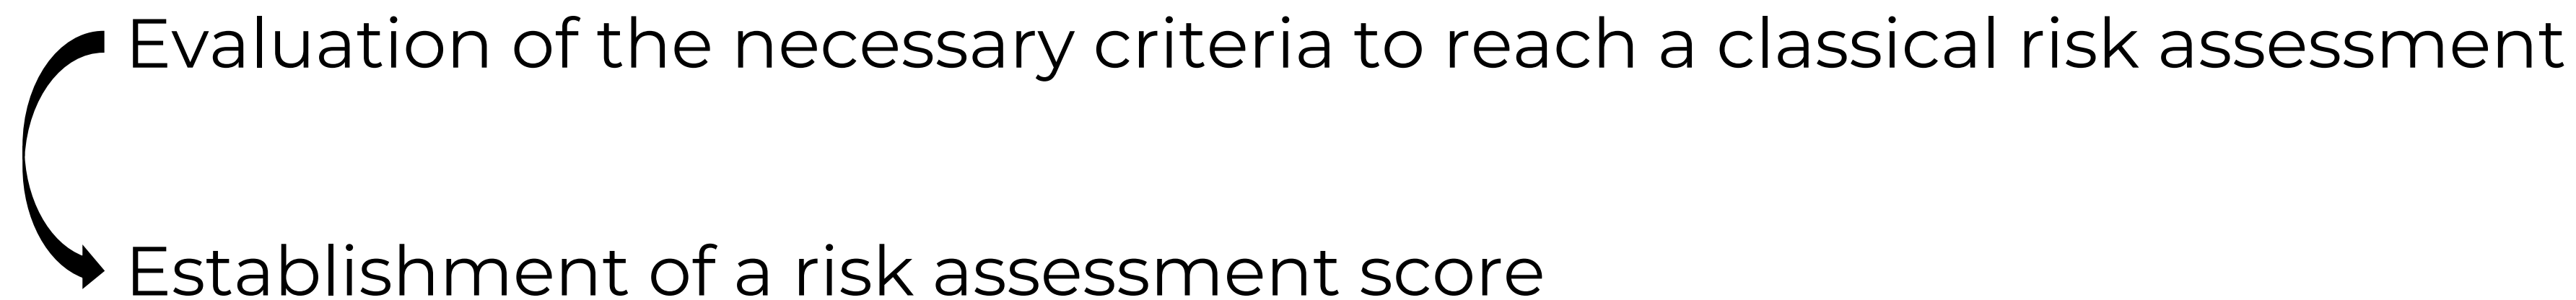 Evaluation of the necessary criteria to reach a classical risk assessment
Establishment of a risk assessment score